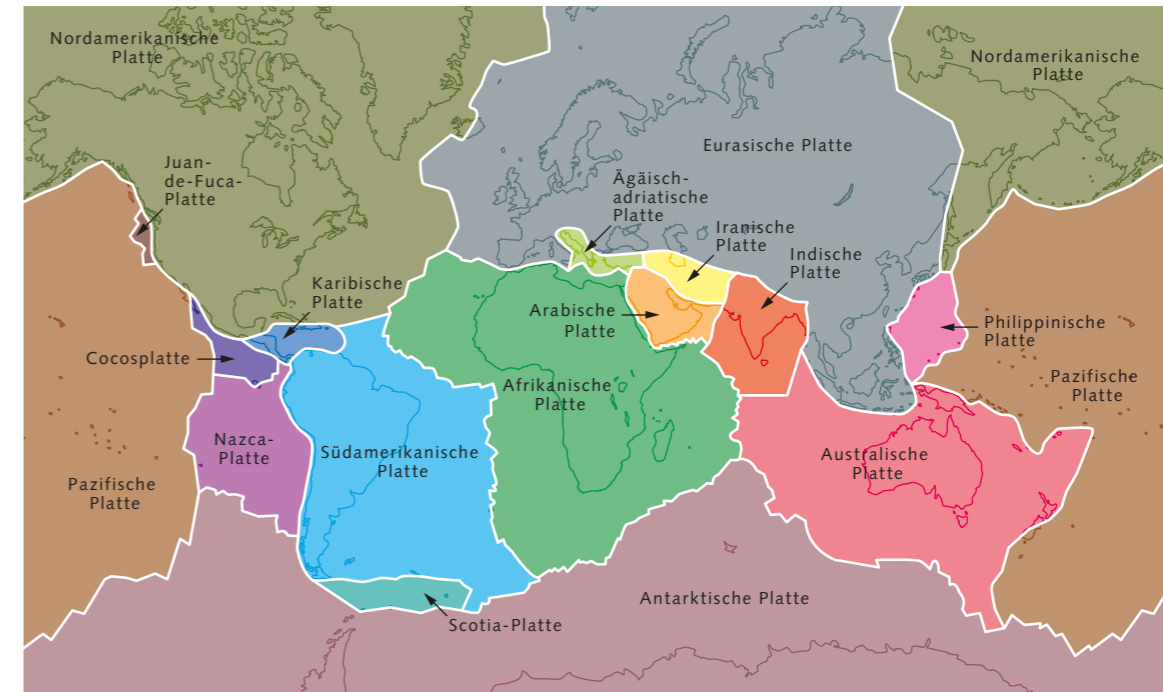 Nordamerikanische
Platte
Nordamerikanische
Platte
Juan-
de-Fuca-
Platte
Eurasische Platte
Ägäisch-
adriatische
Platte
Iranische
Platte
Indische
Platte
Karibische
Platte
Arabische
Platte
Philippinische
Platte
Cocosplatte
Afrikanische
Platte
Pazifische
Platte
Nazca-
Platte
Südamerikanische
Platte
Australische
Platte
Pazifische
Platte
Antarktische Platte
Scotia-Platte